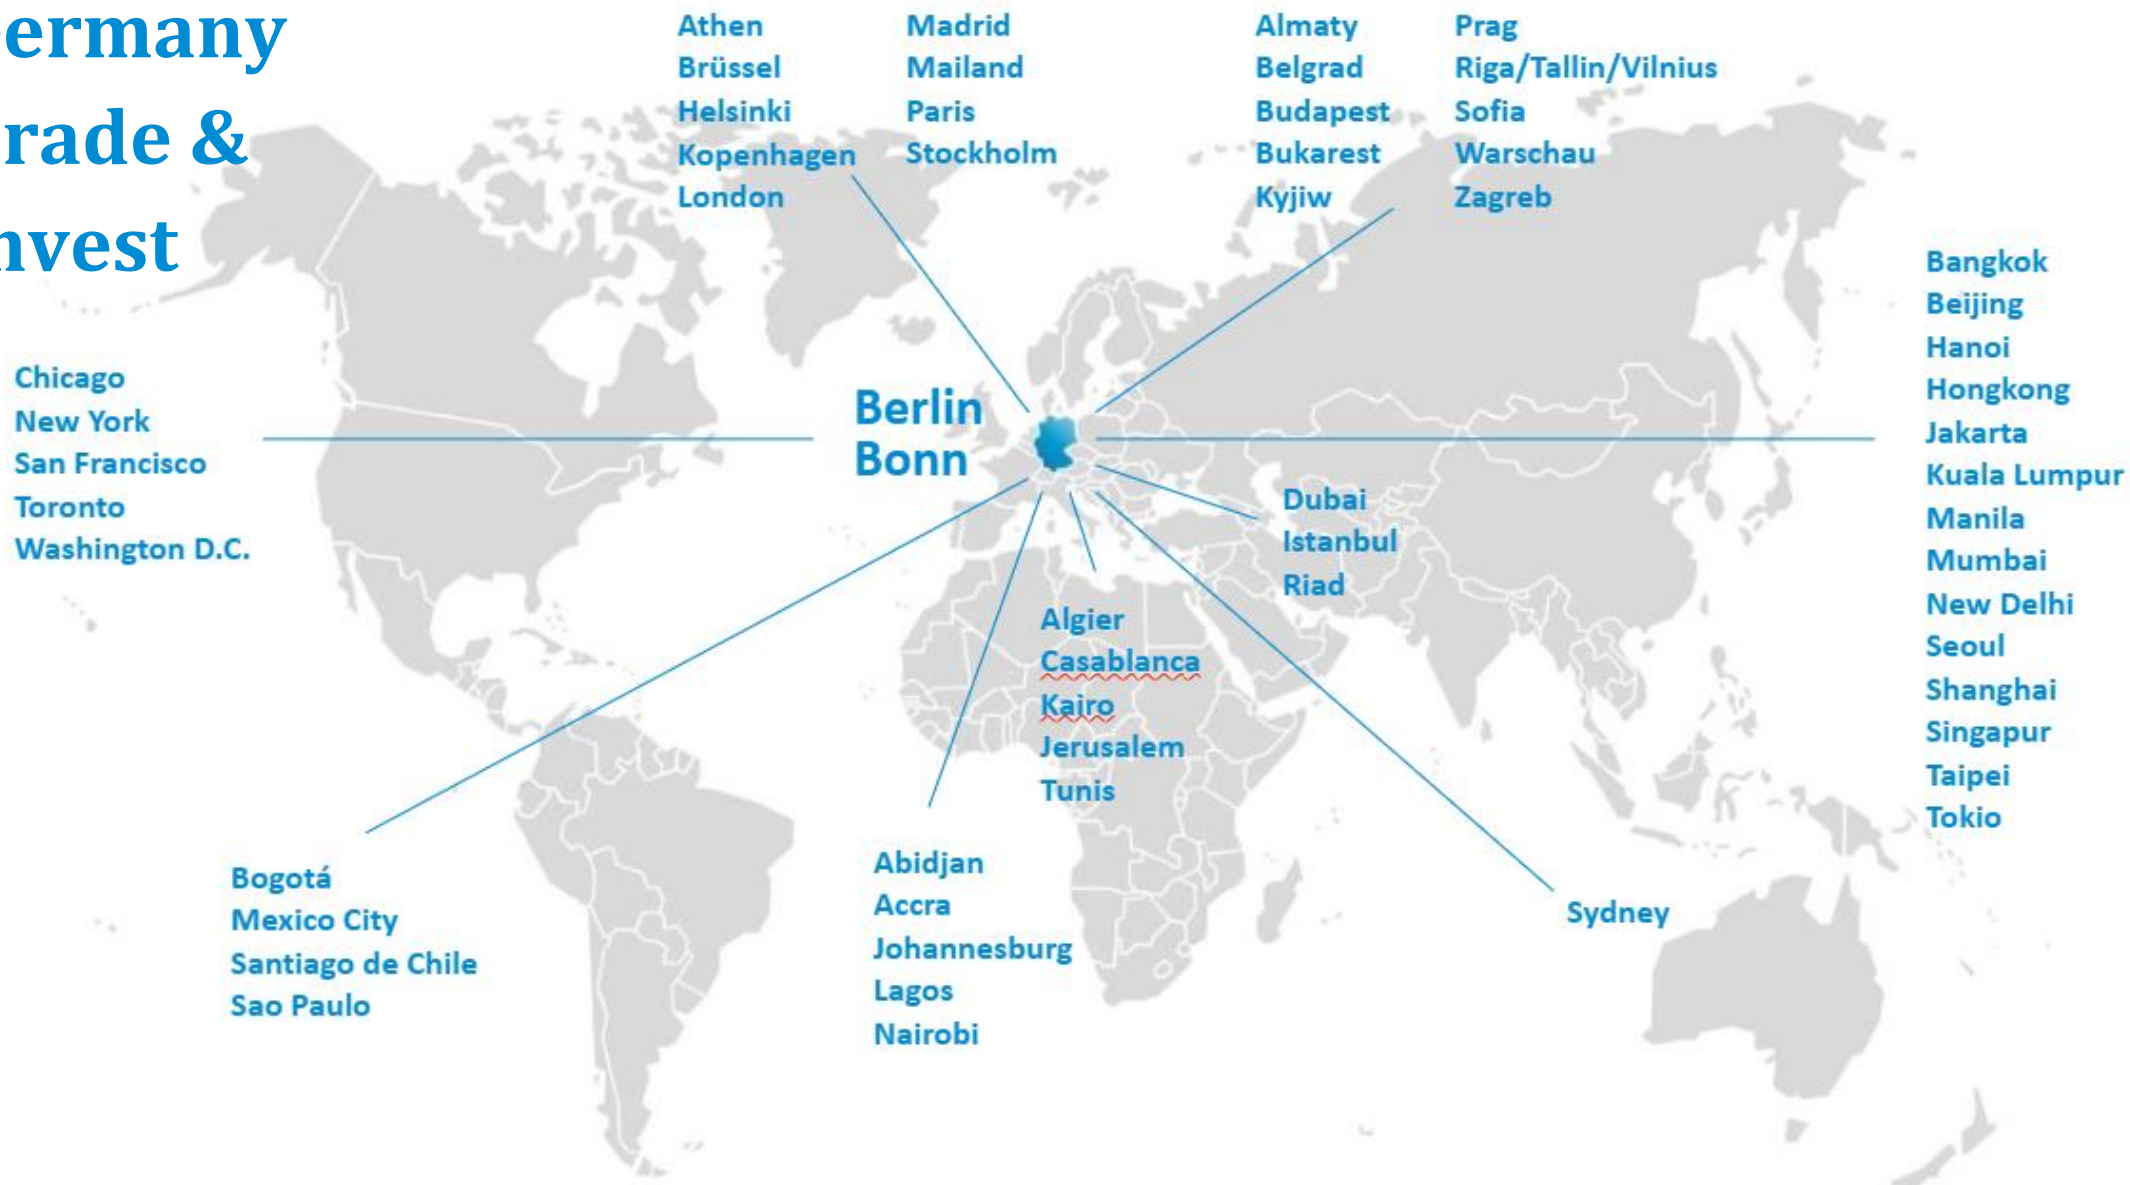 ermany
rade &
nvest
Athen
Brüssel
Helsinki
Kopenhagen
London
Madrid
Mailand
Paris
Stockholm
Almaty
Belgrad
Budapest
Bukarest
Kyjiw
Prag
Riga/Tallin/Vilnius
Sofia
Warschau
Zagreb
Chicago
New York
San Francisco
Toronto
Washington D.C.
Berlin
Bonn
Bangkok
Beijing
Hanoi
Hongkong
Jakarta
Kuala Lumpur
Manila
Mumbai
New Delhi
Seoul
Shanghai
Singapur
Taipei
Tokio
Dubai
Istanbul
Riad
Algier
Casablanca
Kairo
Jerusalem
Tunis
Bogotá
Mexico City
Santiago de Chile
Sao Paulo
Abidjan
Accra
Johannesburg
Lagos
Nairobi
Sydney